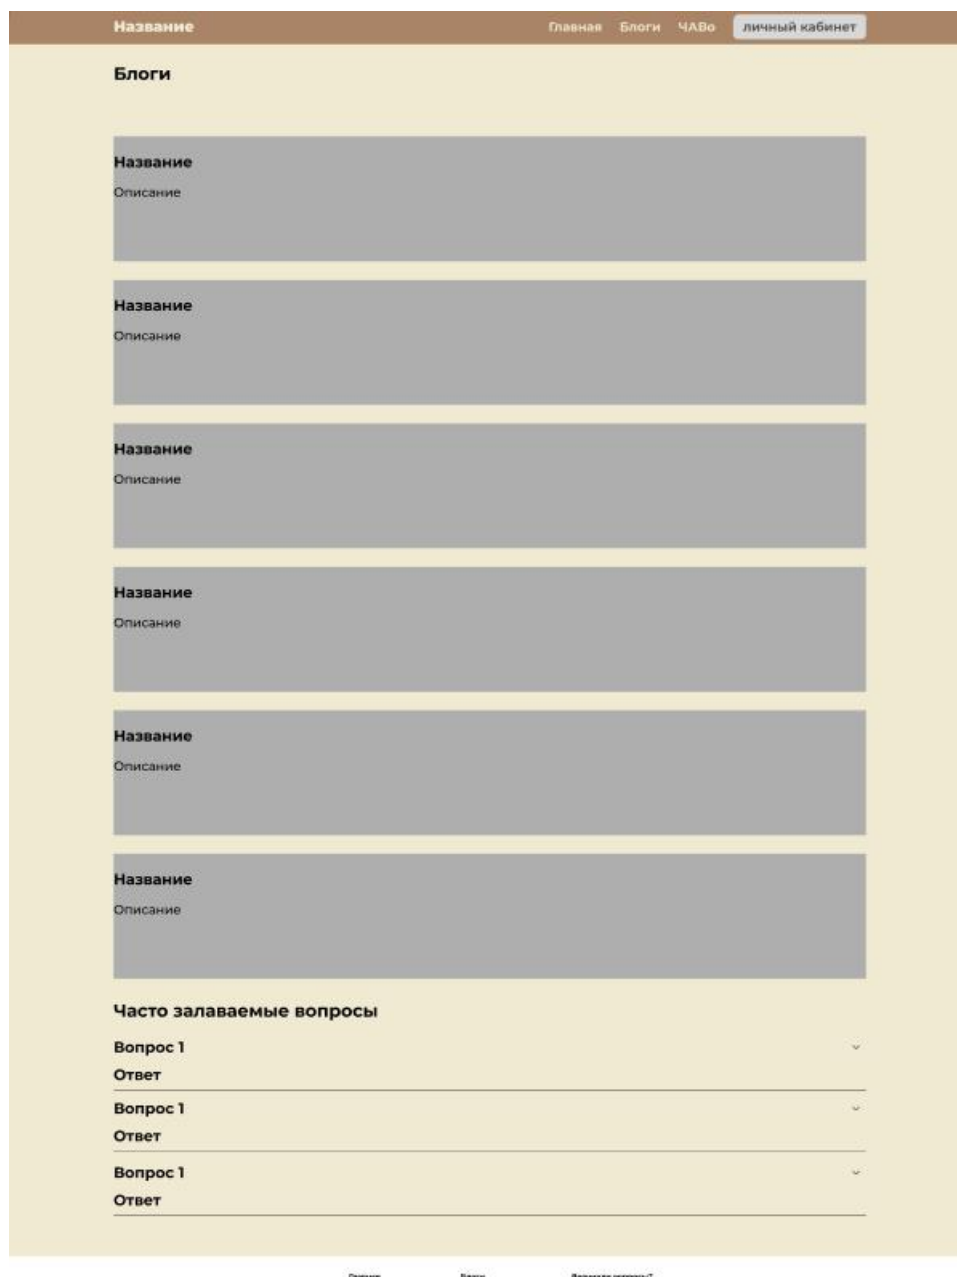 Название Главная Блоги ЧАВо личный кабинет
Блоги
Название
Описание
Название
Описание
Название
Описание
Название
Описание
Название
Описание
Название
Описание
Часто залаваемые вопросы
Вопрос 1
Ответ
Вопрос 1
Ответ
Вопрос 1
Ответ